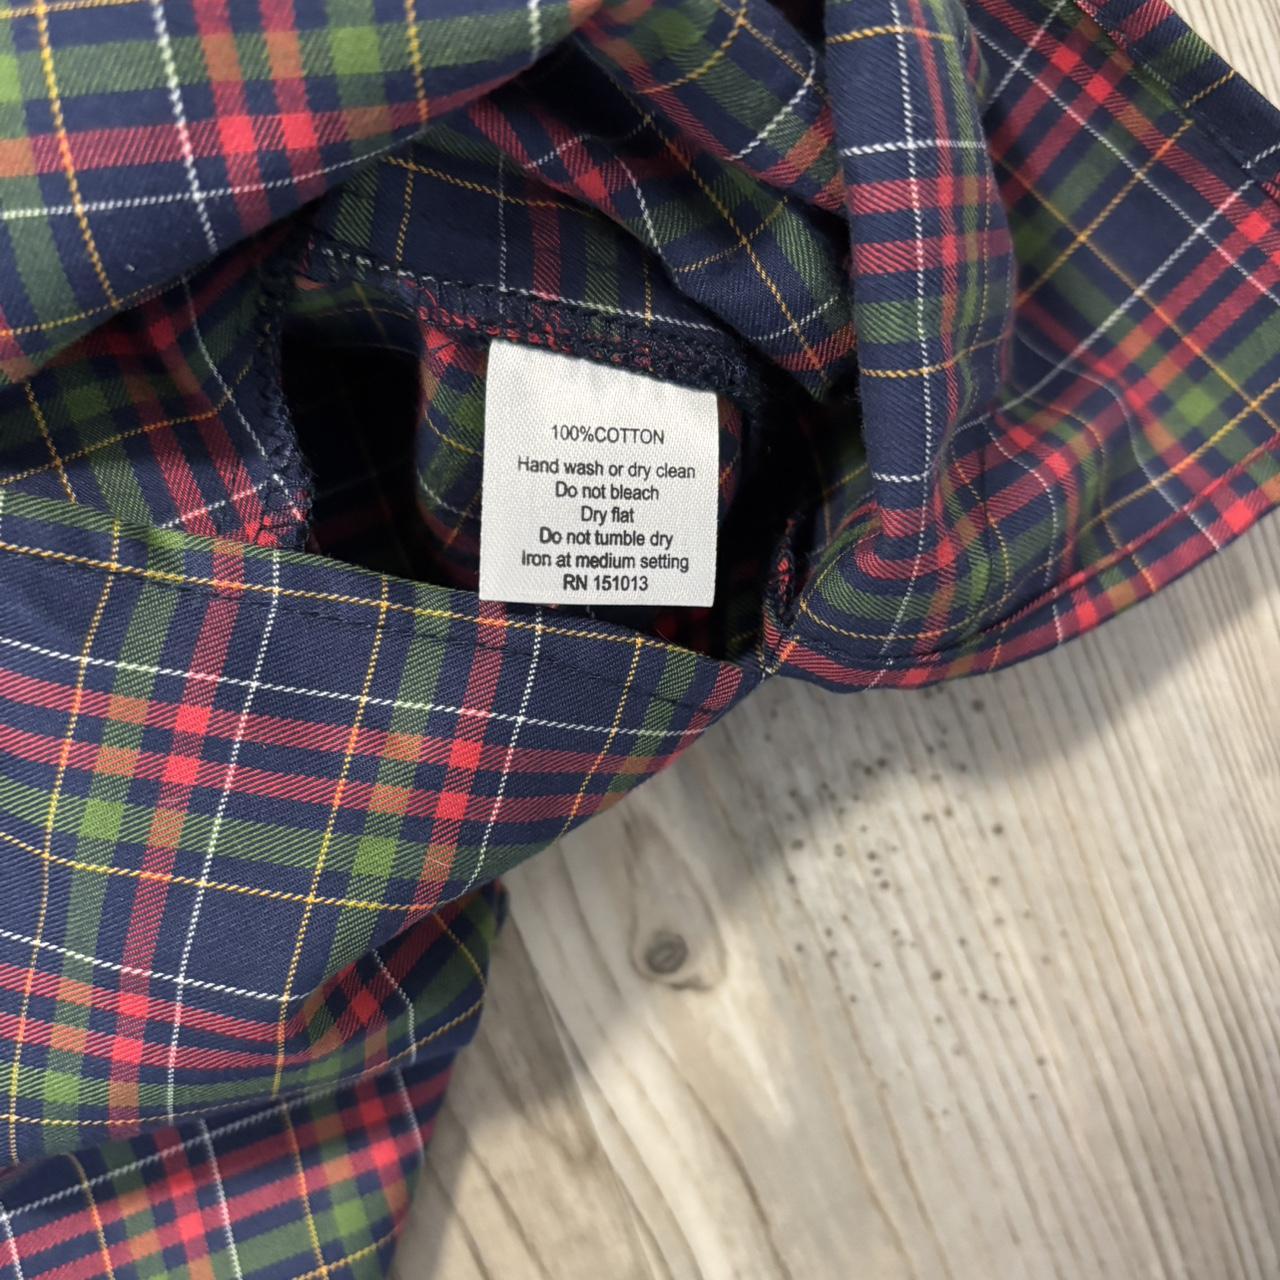 100%COTTON
Hand wash or dry clean
Do not bleach
Dry flat
Do not tumble dry
Iron at medium setting
RN 151013